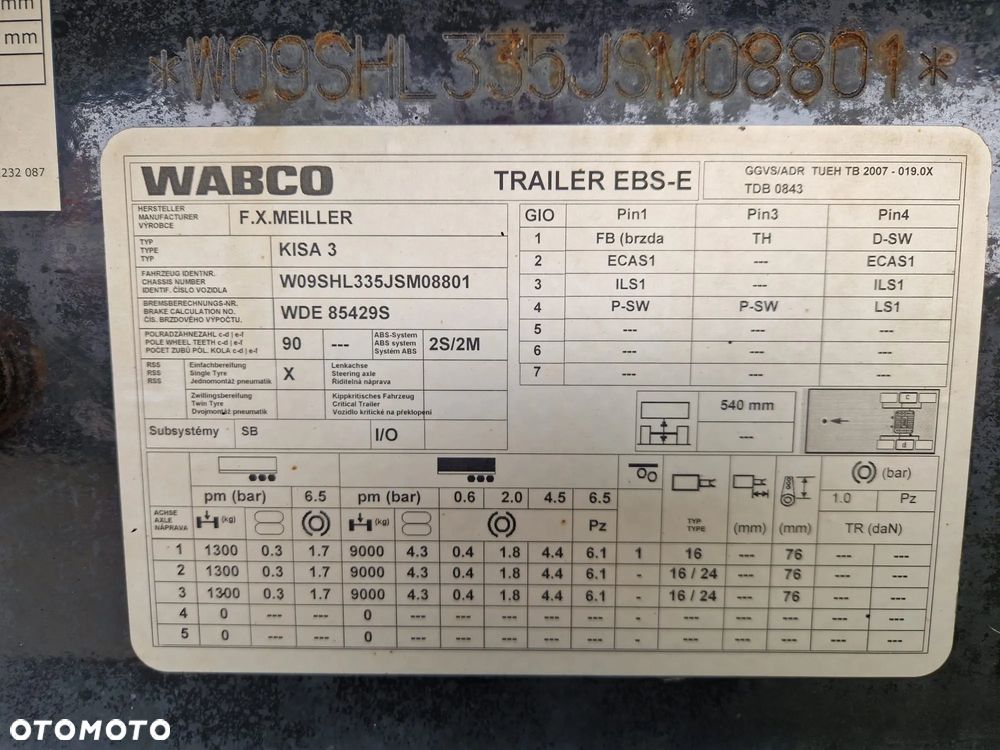 mm
mm
232 087
*W09SHL335JSM08801*
WABCO TRAILER EBS-E
GGVS/ADR TUEH TB 2007 - 019.0X
TDB 0843
HERSTELLER
MANUFACTURER
VÝROBCE
F.X.MEILLER
TYP
TYPE
TYP
KISA 3
FAHRZEUG IDENTNR.
CHASSIS NUMBER
IDENTIF. ČÍSLO VOZIDLA
W09SHL335JSM08801
BREMSBERECHNUNGS-NR.
BRAKE CALCULATION NO.
ČÍS. BRZDOVÉHO VÝPOČTU
WDE 85429S
POLRADZÄHNEZAHL c-d | e-f
POLE WHEEL TEETH c-d | e-f
POČET ZUBŮ PÓL. KOLA c-d | e-f
90 ---
ABS-System
ABS system
Systém ABS
2S/2M
RSS
RSS
RSS
Einfachbereifung
Single Tyre
Jednomontáž pneumatik
X
Lenkachse
Steering axle
Řiditelná náprava
Zwillingsbereifung
Twin Tyre
Dvojmontáž pneumatik
Kippkritisches Fahrzeug
Critical Trailer
Vozidlo kritické na překlopení
Subsystémy SB I/O
GIO Pin1 Pin3 Pin4
1 FB (brzda TH D-SW
2 ECAS1 --- ECAS1
3 ILS1 --- ILS1
4 P-SW P-SW LS1
5 --- --- ---
6 --- --- ---
7 --- --- ---
540 mm
---
c
d
pm (bar) 6.5 pm (bar) 0.6 2.0 4.5 6.5
(bar)
1.0 Pz
ACHSE
AXLE
NÁPRAVA
(kg) (kg) Pz
TYP
TYPE
(mm) (mm) TR (daN)
1 1300 0.3 1.7 9000 4.3 0.4 1.8 4.4 6.1 1 16 --- 76 --- ---
2 1300 0.3 1.7 9000 4.3 0.4 1.8 4.4 6.1 - 16 / 24 --- 76 --- ---
3 1300 0.3 1.7 9000 4.3 0.4 1.8 4.4 6.1 - 16 / 24 --- 76 --- ---
4 0 --- --- 0 --- --- --- --- --- - --- --- --- --- ---
5 0 --- --- 0 --- --- --- --- --- - --- --- --- --- ---
OTOMOTO